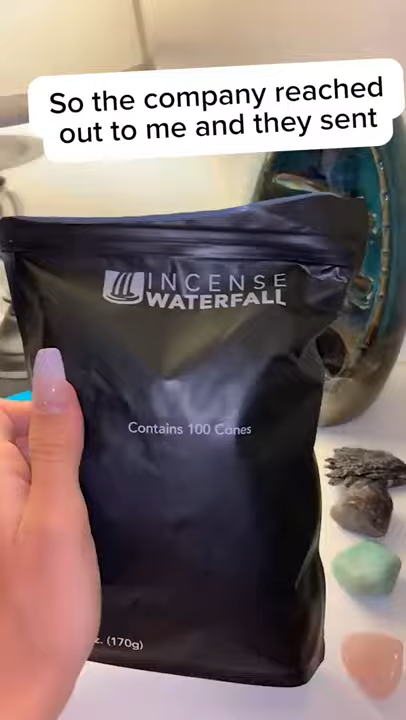 So the company reached
out to me and they sent
INCENSE
WATERFALL
Contains 100 Cones
z. (170g)